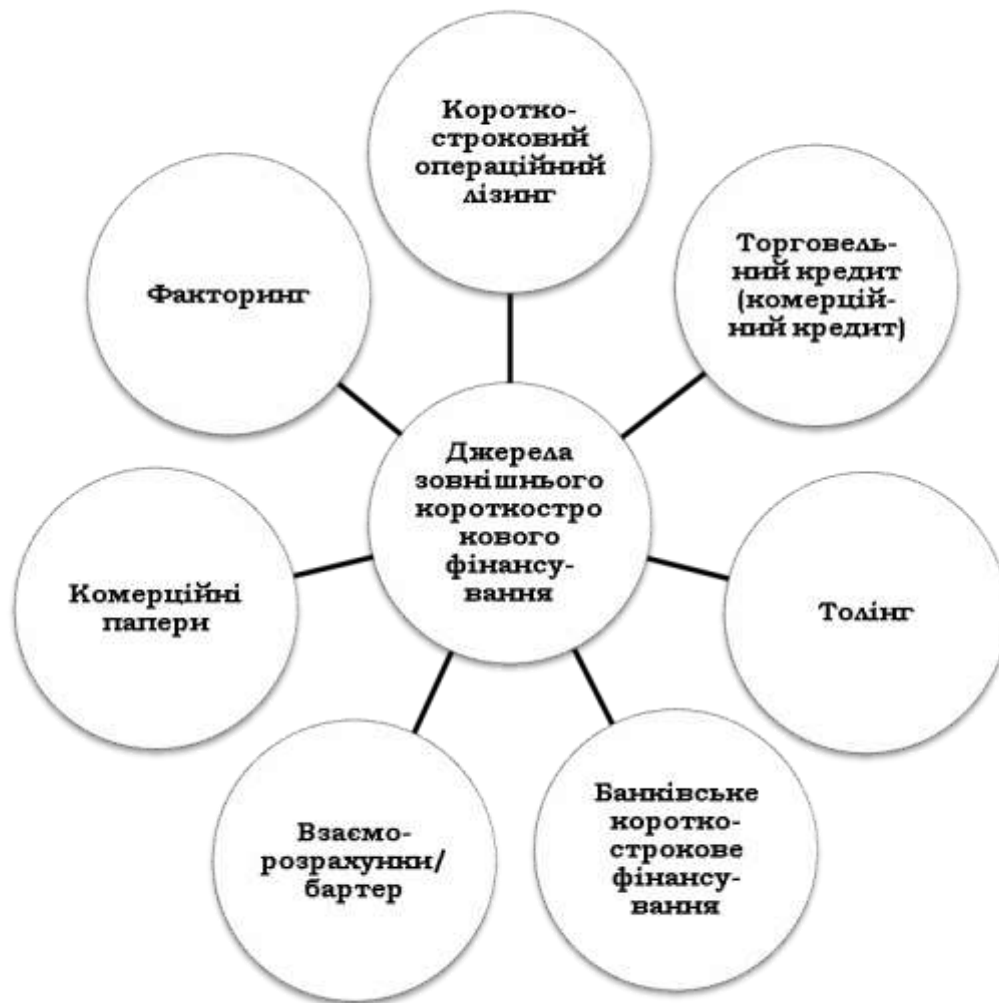 Коротко-
строковий
операційний
лізинг
Торговель-
ний кредит
(комерцій-
ний кредит)
Толінг
Банківське
коротко-
строкове
фінансу-
вання
Взаємо-
розрахунки/
бартер
Комерційні
папери
Факторинг
Джерела
зовнішнього
короткостро
кового
фінансу-
вання